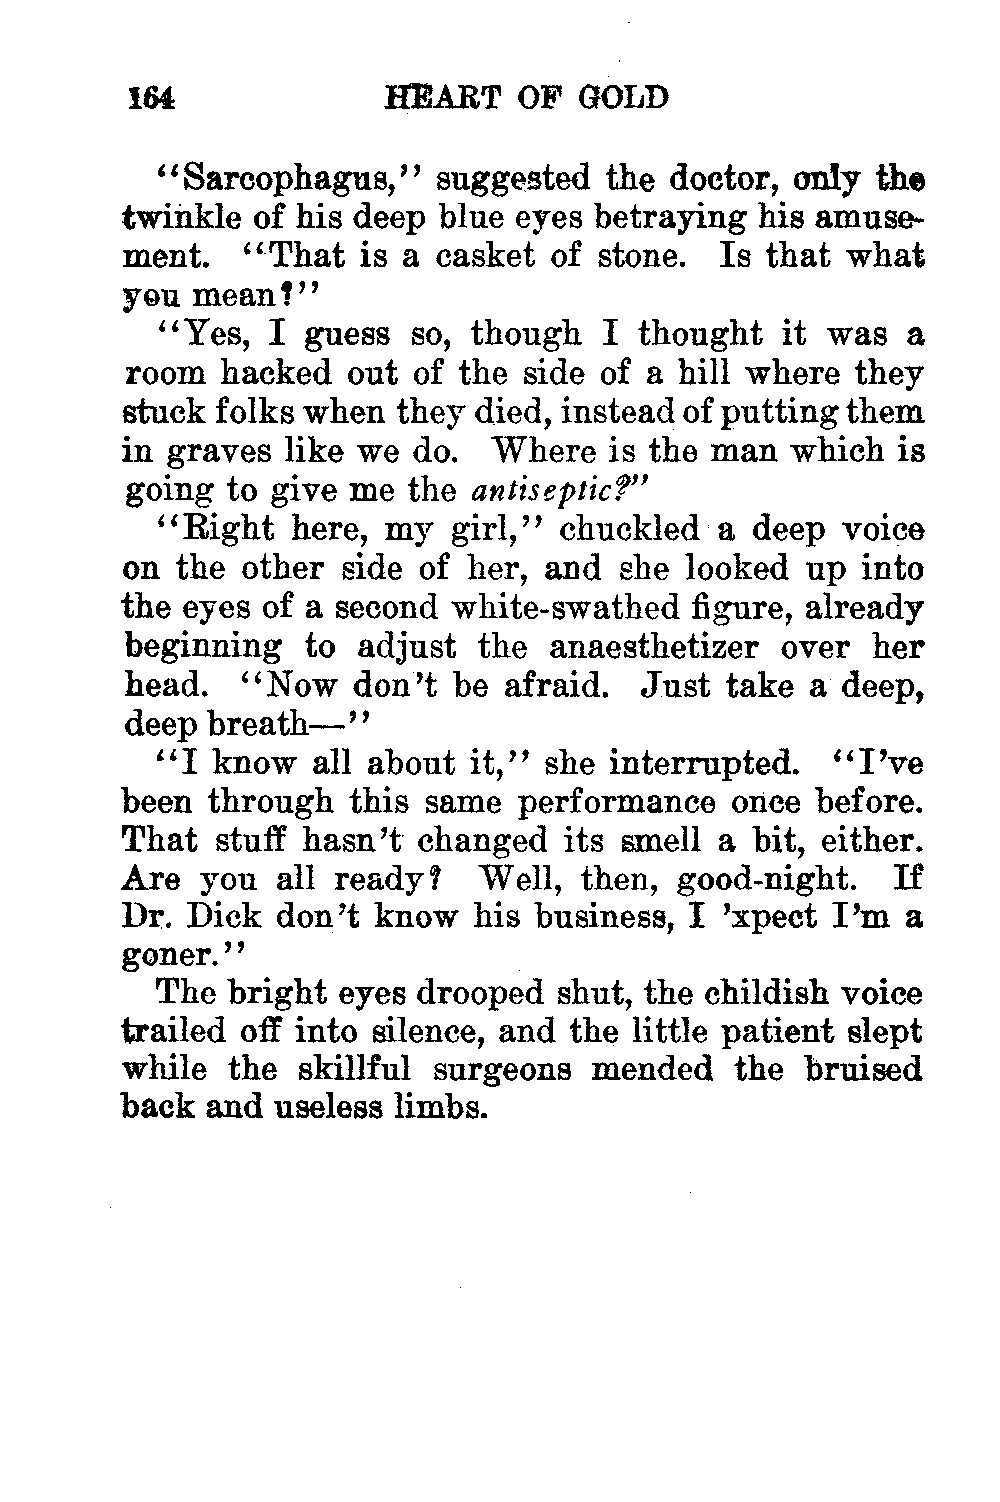 164 HEART OF GOLD
“Sarcophagus,” suggested the doctor, only the
twinkle of his deep blue eyes betraying his amuse-
ment. “That is a casket of stone. Is that what
you mean?”
“Yes, I guess so, though I thought it was a
room hacked out of the side of a hill where they
stuck folks when they died, instead of putting them
in graves like we do. Where is the man which is
going to give me the antiseptic?”
“Right here, my girl,” chuckled a deep voice
on the other side of her, and she looked up into
the eyes of a second white-swathed figure, already
beginning to adjust the anaesthetizer over her
head. “Now don’t be afraid. Just take a deep,
deep breath—”
“I know all about it,” she interrupted. “I’ve
been through this same performance once before.
That stuff hasn’t changed its smell a bit, either.
Are you all ready? Well, then, good-night. If
Dr. Dick don’t know his business, I ’xpect I’m a
goner.”
The bright eyes drooped shut, the childish voice
trailed off into silence, and the little patient slept
while the skillful surgeons mended the bruised
back and useless limbs.